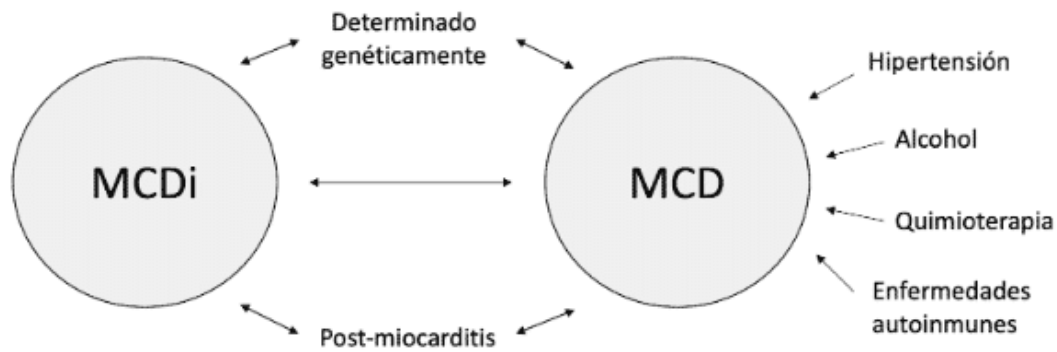 Determinado
genéticamente
MCDi
MCD
Hipertensión
Alcohol
Quimioterapia
Enfermedades
autoinmunes
Post-miocarditis